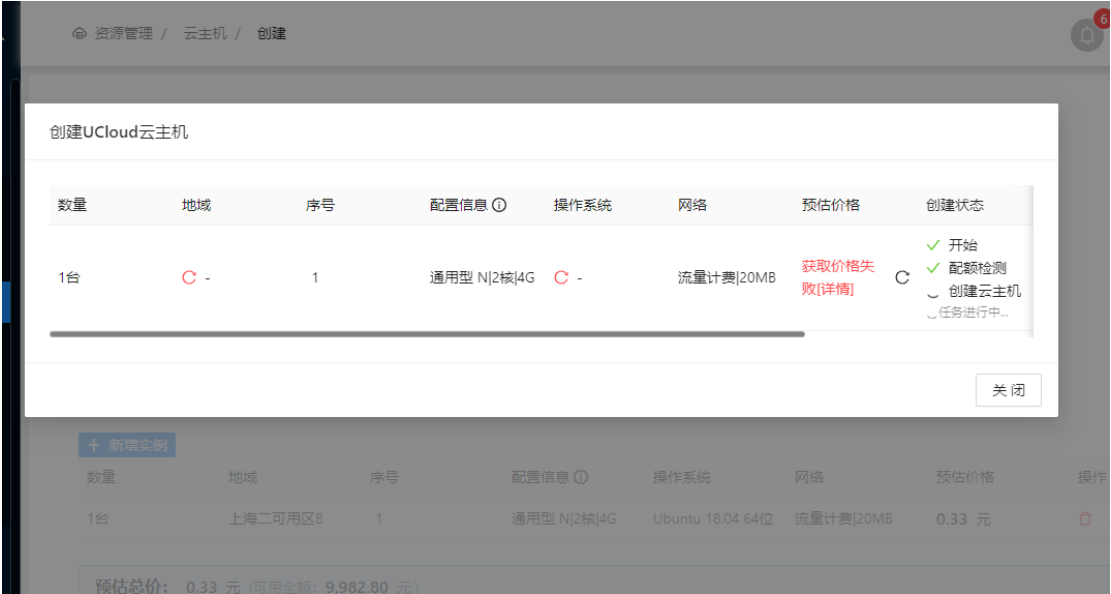 资源管理 / 云主机 / 创建
6
创建UCloud云主机
数量 地域 序号 配置信息 操作系统 网络 预估价格 创建状态
1台 - 1 通用型 N|2核|4G - 流量计费|20MB 获取价格失
败[详情]
开始
配额检测
创建云主机
任务进行中...
关 闭
+ 新增实例
数量 地域 序号 配置信息 操作系统 网络 预估价格 操作
1台 上海二可用区B 1 通用型 N|2核|4G Ubuntu 18.04 64位 流量计费|20MB 0.33 元
预估总价: 0.33 元 (可用金额: 9,982.80 元)